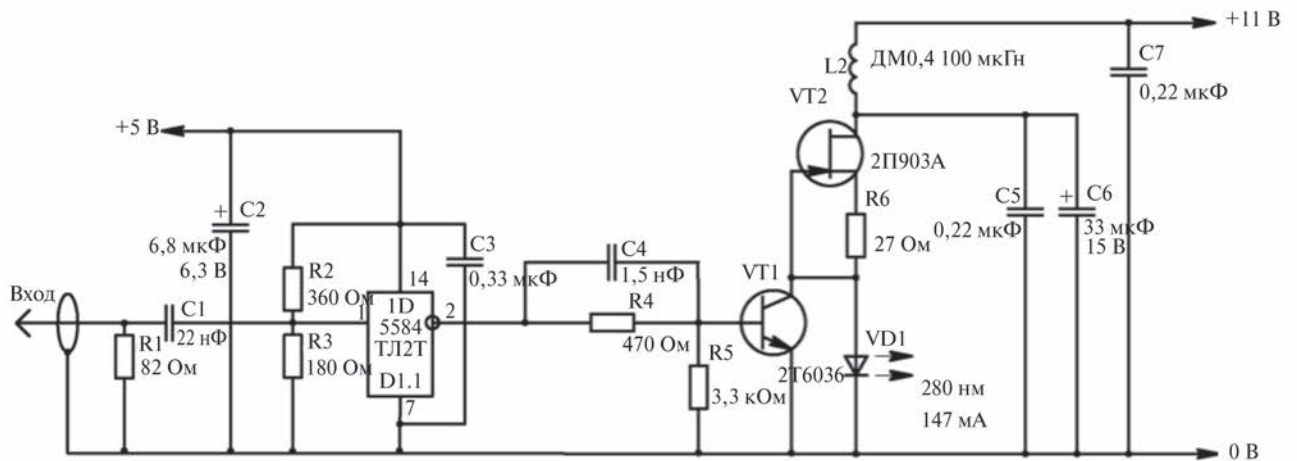 +11 В
L2
ДМ0,4 100 мкГн
C7
0,22 мкФ
VT2
+5 В
2П903А
C2
6,8 мкФ
6,3 В
R6
27 Ом
C5
0,22 мкФ
C6
33 мкФ
15 В
C3
0,33 мкФ
C4
1,5 нФ
VT1
R2
360 Ом
14
Вход
C1
22 нФ
1
1D
5584
ТЛ2Т
D1.1
2
R4
470 Ом
R1
82 Ом
R3
180 Ом
R5
3,3 кОм
VD1
2Т6036
280 нм
147 мА
7
0 В